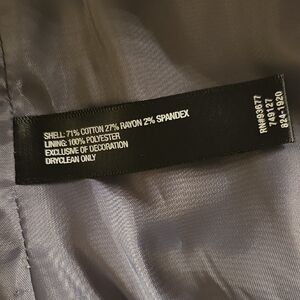 SHELL: 71% COTTON 27% RAYON 2% SPANDEX
LINING: 100% POLYESTER
EXCLUSIVE OF DECORATION
DRYCLEAN ONLY
RN#93677
749127
824-1920